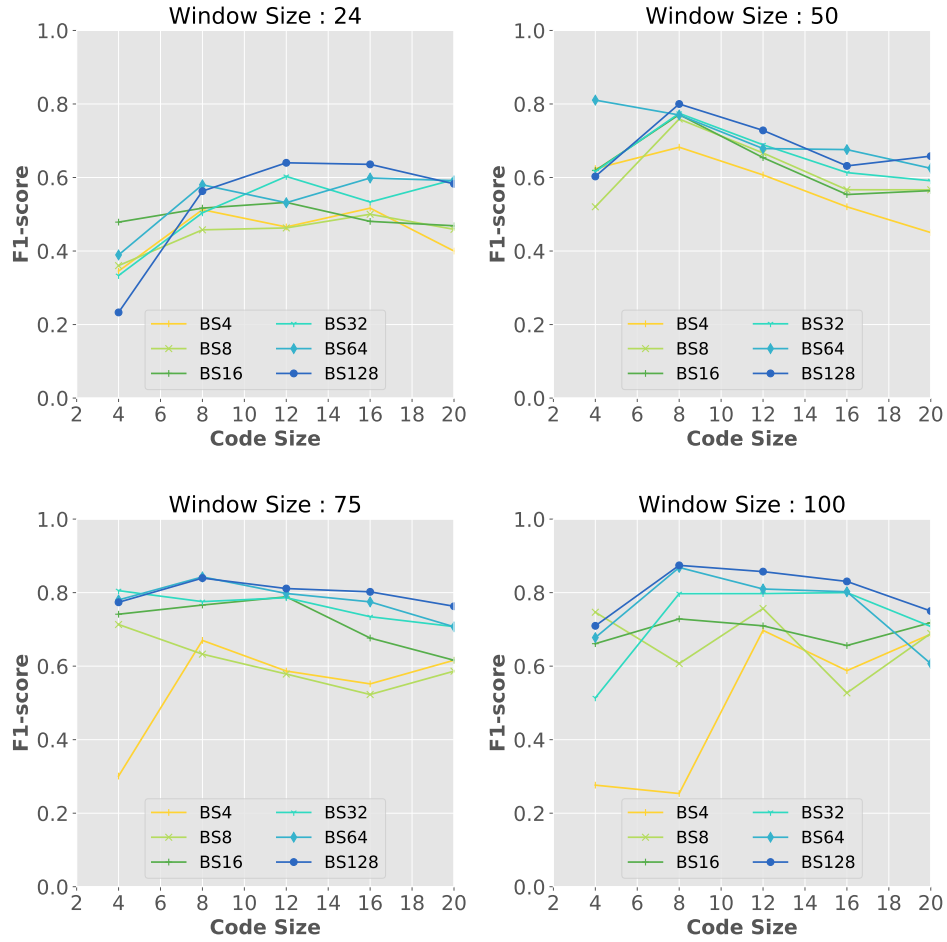 Window Size : 24
1.0
0.8
0.6
0.4
0.2
0.0
F1-score
BS4 BS32
BS8 BS64
BS16 BS128
2 4 6 8 10 12 14 16 18 20
Code Size
Window Size : 50
1.0
0.8
0.6
0.4
0.2
0.0
F1-score
BS4 BS32
BS8 BS64
BS16 BS128
2 4 6 8 10 12 14 16 18 20
Code Size
Window Size : 75
1.0
0.8
0.6
0.4
0.2
0.0
F1-score
BS4 BS32
BS8 BS64
BS16 BS128
2 4 6 8 10 12 14 16 18 20
Code Size
Window Size : 100
1.0
0.8
0.6
0.4
0.2
0.0
F1-score
BS4 BS32
BS8 BS64
BS16 BS128
2 4 6 8 10 12 14 16 18 20
Code Size